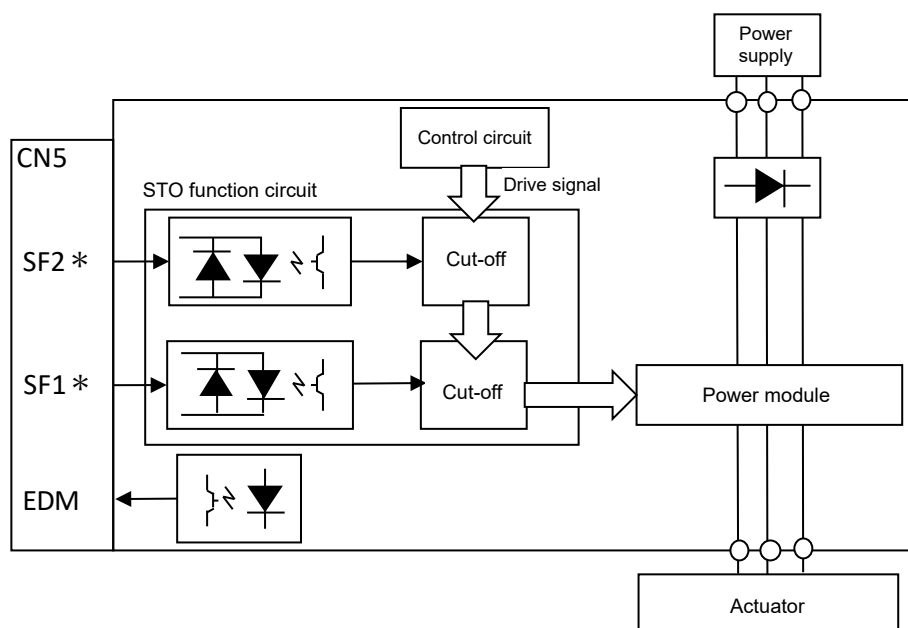 Power
supply
Control circuit
CN5
Drive signal
STO function circuit
SF2＊
Cut-off
SF1＊
Cut-off
Power module
EDM
Actuator